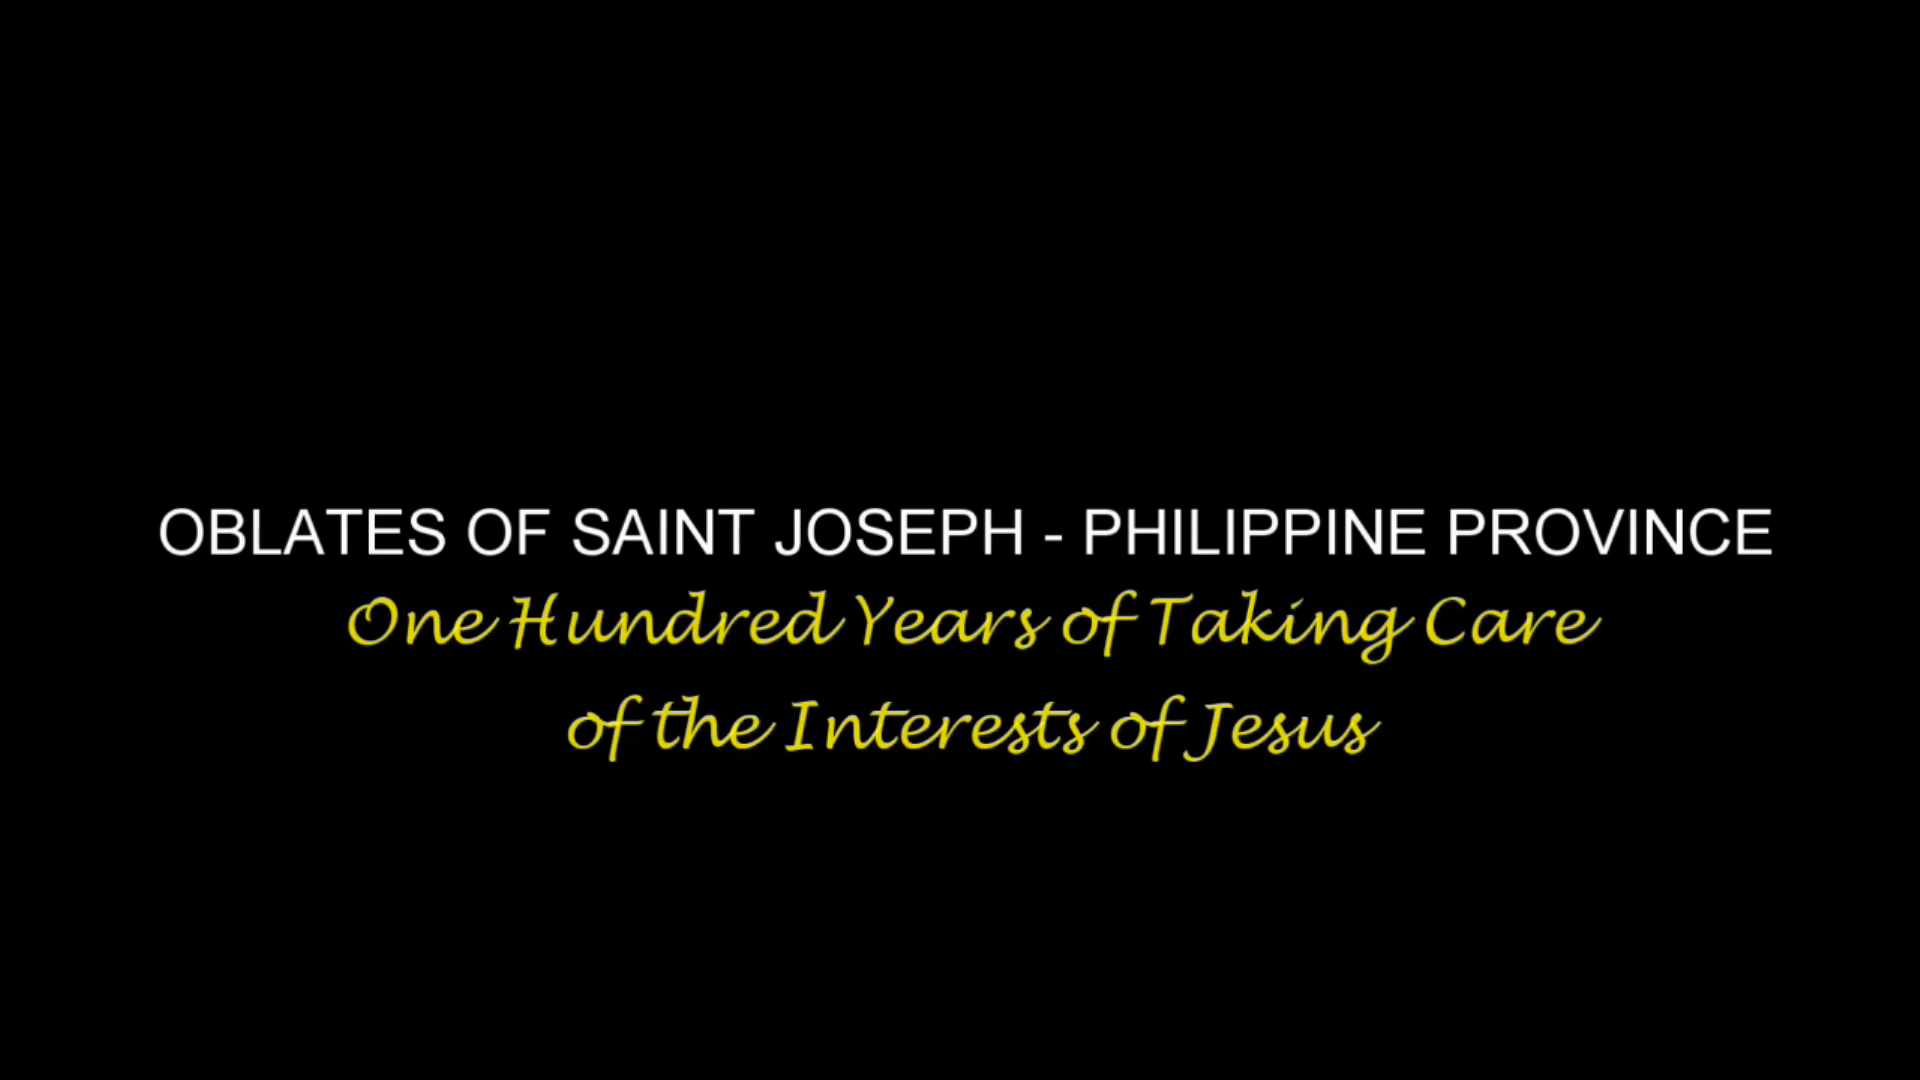 OBLATES OF SAINT JOSEPH - PHILIPPINE PROVINCE
One Hundred Years of Taking Care
of the Interests of Jesus